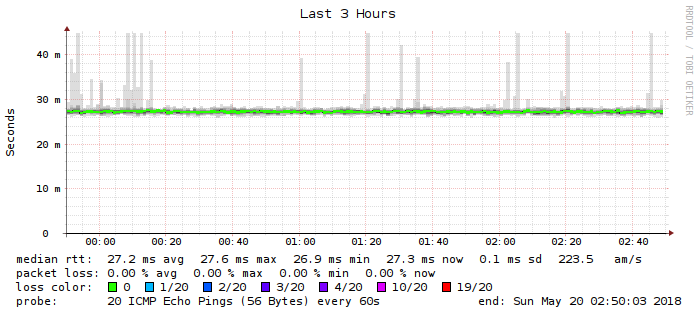 Last 3 Hours
RRDTOOL / TOBI OETIKER
Seconds
40 m
30 m
20 m
10 m
0
00:00 00:20 00:40 01:00 01:20 01:40 02:00 02:20 02:40
median rtt: 27.2 ms avg 27.6 ms max 26.9 ms min 27.3 ms now 0.1 ms sd 223.5 am/s
packet loss: 0.00 % avg 0.00 % max 0.00 % min 0.00 % now
loss color: 0 1/20 2/20 3/20 4/20 10/20 19/20
probe: 20 ICMP Echo Pings (56 Bytes) every 60s end: Sun May 20 02:50:03 2018